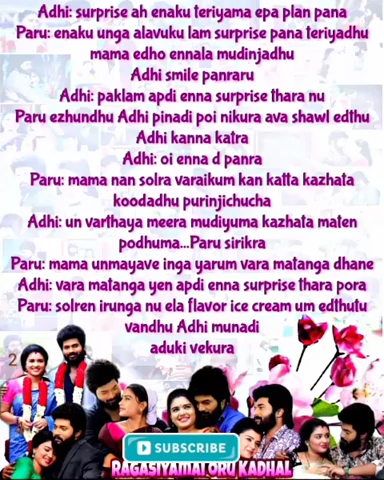 Adhi: surprise ah enaku teriyama epa plan pana
Paru: enaku unga alavuku lam surprise pana teriyadhu
mama edho ennala mudinjadhu
Adhi smile panraru
Adhi: paklam apdi enna surprise thara nu
Paru ezhundhu Adhi pinadi poi nikura ava shawl edthu
Adhi kanna katra
Adhi: oi enna d panra
Paru: mama nan solra varaikum kan katta kazhata
koodadhu purinjichucha
Adhi: un varthaya meera mudiyuma kazhata maten
podhuma...Paru sirikra
Paru: mama unmayave inga yarum vara matanga dhane
Adhi: vara matanga yen apdi enna surprise thara pora
Paru: solren irunga nu ela flavor ice cream um edthutu
vandhu Adhi munadi
aduki vekura
2
SUBSCRIBE
RAGASIYAMAI ORU KADHAL